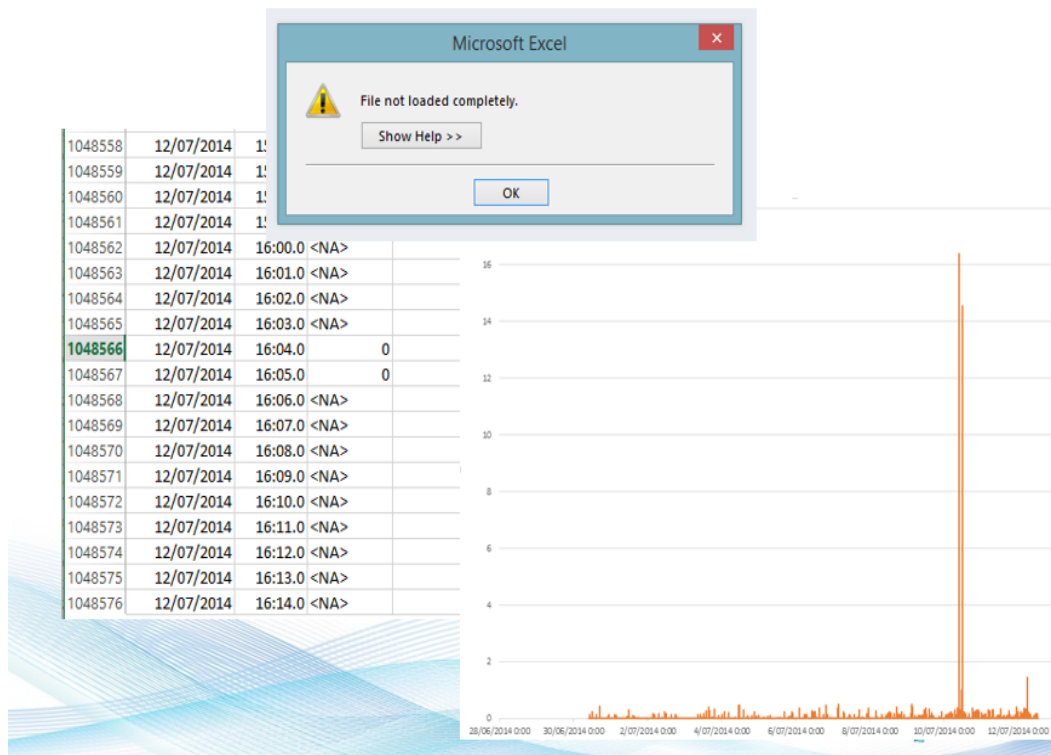 Microsoft Excel
File not loaded completely.
Show Help >>
OK
1048558 12/07/2014 15
1048559 12/07/2014 15
1048560 12/07/2014 15
1048561 12/07/2014 15
1048562 12/07/2014 16:00.0 <NA>
1048563 12/07/2014 16:01.0 <NA>
1048564 12/07/2014 16:02.0 <NA>
1048565 12/07/2014 16:03.0 <NA>
1048566 12/07/2014 16:04.0 0
1048567 12/07/2014 16:05.0 0
1048568 12/07/2014 16:06.0 <NA>
1048569 12/07/2014 16:07.0 <NA>
1048570 12/07/2014 16:08.0 <NA>
1048571 12/07/2014 16:09.0 <NA>
1048572 12/07/2014 16:10.0 <NA>
1048573 12/07/2014 16:11.0 <NA>
1048574 12/07/2014 16:12.0 <NA>
1048575 12/07/2014 16:13.0 <NA>
1048576 12/07/2014 16:14.0 <NA>
16
14
12
10
8
6
4
2
0
28/06/2014 0:00 30/06/2014 0:00 2/07/2014 0:00 4/07/2014 0:00 6/07/2014 0:00 8/07/2014 0:00 10/07/2014 0:00 12/07/2014 0:00